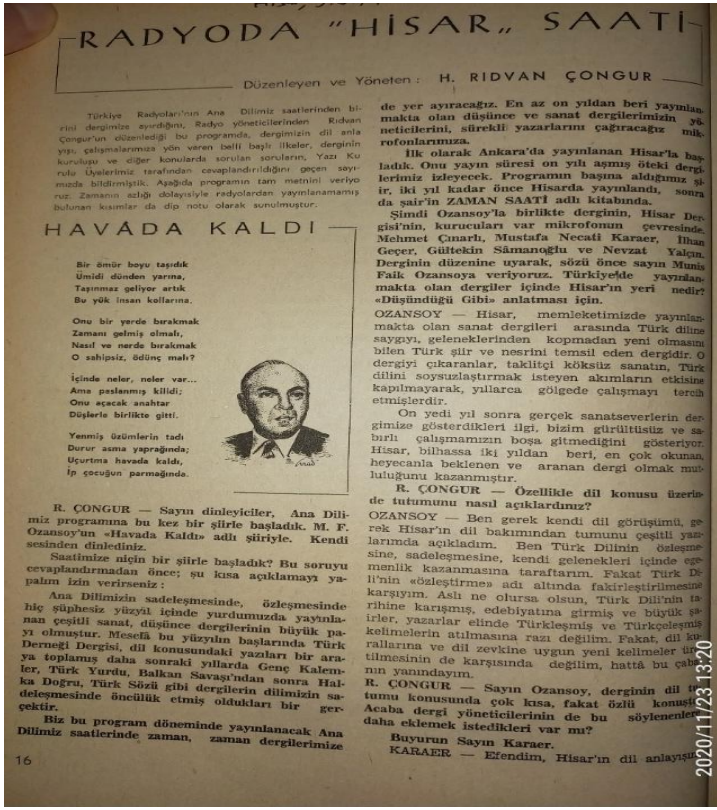 RADYODA "HİSAR„ SAATİ
Düzenleyen ve Yöneten : H. RIDVAN ÇONGUR
Türkiye Radyoları'nın Ana Dilimiz saatlerinden bi-
rini dergimize ayırdığını, Radyo yöneticilerinden Rıdvan
Çongur'un düzenlediği bu programda, dergimizin dil anla
yışı, çalışmalarımıza yön veren belli başlı ilkeler, derginin
kuruluşu ve diğer konularda sorulan soruların, Yazı Ku
rulu Üyelerimiz tarafından cevaplandırıldığını geçen sayı-
mızda bildirmiştik. Aşağıda programın tam metnini veriyo
ruz. Zamanın azlığı dolayısiyle radyolardan yayınlanamamış
bulunan kısımlar da dip notu olarak sunulmuştur.
HAVADA KALDI
Bir ömür boyu taşıdık
Ümidi dünden yarına,
Taşınmaz geliyor artık
Bu yük insan kollarına.
Onu bir yerde bırakmak
Zamanı gelmiş olmalı,
Nasıl ve nerde bırakmak
O sahipsiz, ödünç malı?
İçinde neler, neler var...
Ama paslanmış kilidi;
Onu açacak anahtar
Düşlerle birlikte gitti.
Yenmiş üzümlerin tadı
Durur asma yaprağında;
Uçurtma havada kaldı,
İp çocuğun parmağında.
R. ÇONGUR — Sayın dinleyiciler, Ana Dili-
miz programına bu kez bir şiirle başladık. M. F.
Ozansoy'un «Havada Kaldı» adlı şiiriyle. Kendi
sesinden dinlediniz.
Saatimize niçin bir şiirle başladık? Bu soruyu
cevaplandırmadan önce; şu kısa açıklamayı ya-
palım izin verirseniz :
Ana Dilimizin sadeleşmesinde, özleşmesinde
hiç şüphesiz yüzyıl içinde yurdumuzda yayınla-
nan çeşitli sanat, düşünce dergilerinin büyük pa-
yı olmuştur. Meselâ bu yüzyılın başlarında Türk
Derneği Dergisi, dil konusundaki yazıları bir ara-
ya toplamış daha sonraki yıllarda Genç Kalem-
ler, Türk Yurdu, Balkan Savaşı'ndan sonra Hal-
ka Doğru, Türk Sözü gibi dergilerin dilimizin sa-
deleşmesinde öncülük etmiş oldukları bir ger-
çektir.
Biz bu program döneminde yayınlanacak Ana
Dilimiz saatlerinde zaman, zaman dergilerimize
16
de yer ayıracağız. En az on yıldan beri yayınlan-
makta olan düşünce ve sanat dergilerimizin yö-
neticilerini, sürekli yazarlarını çağıracağız mik-
rofonlarımıza.
İlk olarak Ankara'da yayınlanan Hisar'la baş-
ladık. Onu yayın süresi on yılı aşmış öteki dergi-
lerimiz izleyecek. Programın başına aldığımız şi-
ir, iki yıl kadar önce Hisarda yayınlandı, sonra
da şair'in ZAMAN SAATİ adlı kitabında.
Şimdi Ozansoy'la birlikte derginin, Hisar Der-
gisi'nin, kurucuları var mikrofonun çevresinde.
Mehmet Çınarlı, Mustafa Necati Karaer, İlhan
Geçer, Gültekin Sâmanoğlu ve Nevzat Yalçın.
Derginin düzenine uyarak, sözü önce sayın Munis
Faik Ozansoya veriyoruz. Türkiye'de yayınlan-
makta olan dergiler içinde Hisar'ın yeri nedir?
«Düşündüğü Gibi» anlatması için.
OZANSOY — Hisar, memleketimizde yayınlan-
makta olan sanat dergileri arasında Türk diline
saygıyı, geleneklerinden kopmadan yeni olmasını
bilen Türk şiir ve nesrini temsil eden dergidir. O
dergiyi çıkaranlar, taklitçi köksüz sanatın, Türk
dilini soysuzlaştırmak isteyen akımların etkisine
kapılmayarak, yıllarca gölgede çalışmayı tercih
etmişlerdir.
On yedi yıl sonra gerçek sanatseverlerin der-
gimize gösterdikleri ilgi, bizim gürültüsüz ve sa-
bırlı çalışmamızın boşa gitmediğini gösteriyor.
Hisar, bilhassa iki yıldan beri, en çok okunan,
heyecanla beklenen ve aranan dergi olmak mut-
luluğunu kazanmıştır.
R. ÇONGUR — Özellikle dil konusu üzerin-
de tutumunu nasıl açıklardınız?
OZANSOY — Ben gerek kendi dil görüşümü, ge-
rek Hisar'ın dil bakımından tutumu çeşitli yazı-
larımda açıkladım. Ben Türk Dilinin özleşme-
sine, sadeleşmesine, kendi gelenekleri içinde ege-
menlik kazanmasına taraftarım. Fakat Türk Di-
li'nin «özleştirme» adı altında fakirleştirilmesine
karşıyım. Aslı ne olursa olsun, Türk Dili'nin ta-
rihine karışmış, edebiyatına girmiş ve büyük şa-
irler, yazarlar elinde Türkleşmiş ve Türkçeleşmiş
kelimelerin atılmasına razı değilim. Fakat, dil ku-
rallarına ve dil zevkine uygun yeni kelimeler üre-
tilmesinin de karşısında değilim, hattâ bu çaba-
nın yanındayım.
R. ÇONGUR — Sayın Ozansoy, derginin dil tu-
tumu konusunda çok kısa, fakat özlü konuştu.
Acaba dergi yöneticilerinin de bu söylenenlere
daha eklemek istedikleri var mı?
Buyurun Sayın Karaer.
KARAER — Efendim, Hisar'ın dil anlayışı
2020/11/23 13:20